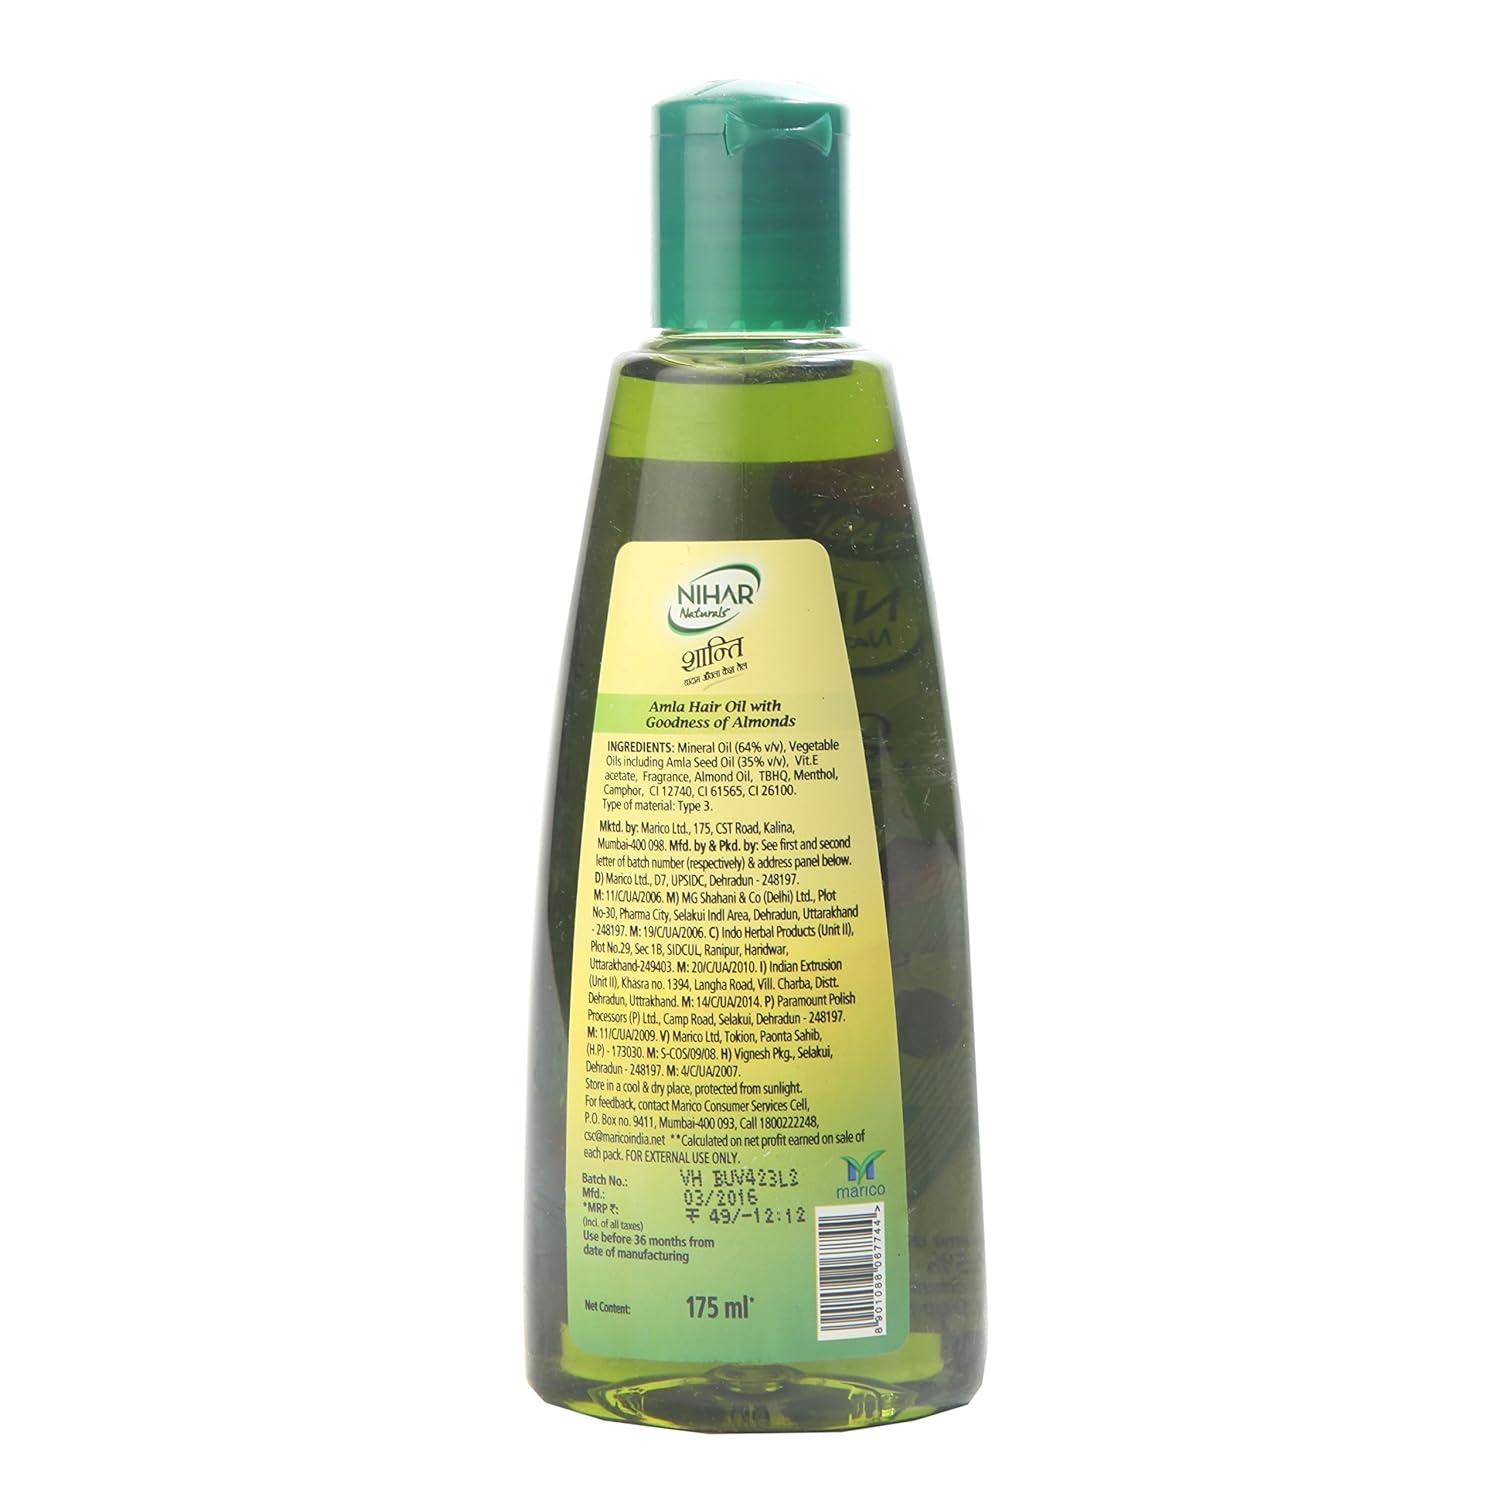 NIHAR
Naturals
शान्ति
बादाम आँवला केश तेल
Amla Hair Oil with
Goodness of Almonds
INGREDIENTS: Mineral Oil (64% v/v), Vegetable
Oils including Amla Seed Oil (35% v/v), Vit.E
acetate, Fragrance, Almond Oil, TBHQ, Menthol,
Camphor, CI 12740, CI 61565, CI 26100.
Type of material: Type 3.
Mktd. by: Marico Ltd., 175, CST Road, Kalina,
Mumbai-400 098. Mfd. by & Pkd. by: See first and second
letter of batch number (respectively) & address panel below.
D) Marico Ltd., D7, UPSIDC, Dehradun - 248197.
M: 11/C/UA/2006. M) MG Shahani & Co (Delhi) Ltd., Plot
No-30, Pharma City, Selakui Indl Area, Dehradun, Uttarakhand
- 248197. M: 19/C/UA/2006. C) Indo Herbal Products (Unit II),
Plot No.29, Sec 1B, SIDCUL, Ranipur, Haridwar,
Uttarakhand-249403. M: 20/C/UA/2010. I) Indian Extrusion
(Unit II), Khasra no. 1394, Langha Road, Vill. Charba, Distt.
Dehradun, Uttrakhand. M: 14/C/UA/2014. P) Paramount Polish
Processors (P) Ltd., Camp Road, Selakui, Dehradun - 248197.
M: 11/C/UA/2009. V) Marico Ltd, Tokion, Paonta Sahib,
(H.P) - 173030. M: S-COS/09/08. H) Vignesh Pkg., Selakui,
Dehradun - 248197. M: 4/C/UA/2007.
Store in a cool & dry place, protected from sunlight.
For feedback, contact Marico Consumer Services Cell,
P.O. Box no. 9411, Mumbai-400 093, Call 1800222248,
csc@maricoindia.net **Calculated on net profit earned on sale of
each pack. FOR EXTERNAL USE ONLY.
Batch No.: VH BUV423L2
Mfd.: 03/2016
*MRP ₹: ₹ 49/-12:12
(Incl. of all taxes)
Use before 36 months from
date of manufacturing
marico
Net Content: 175 ml*
8 901088 067744 >